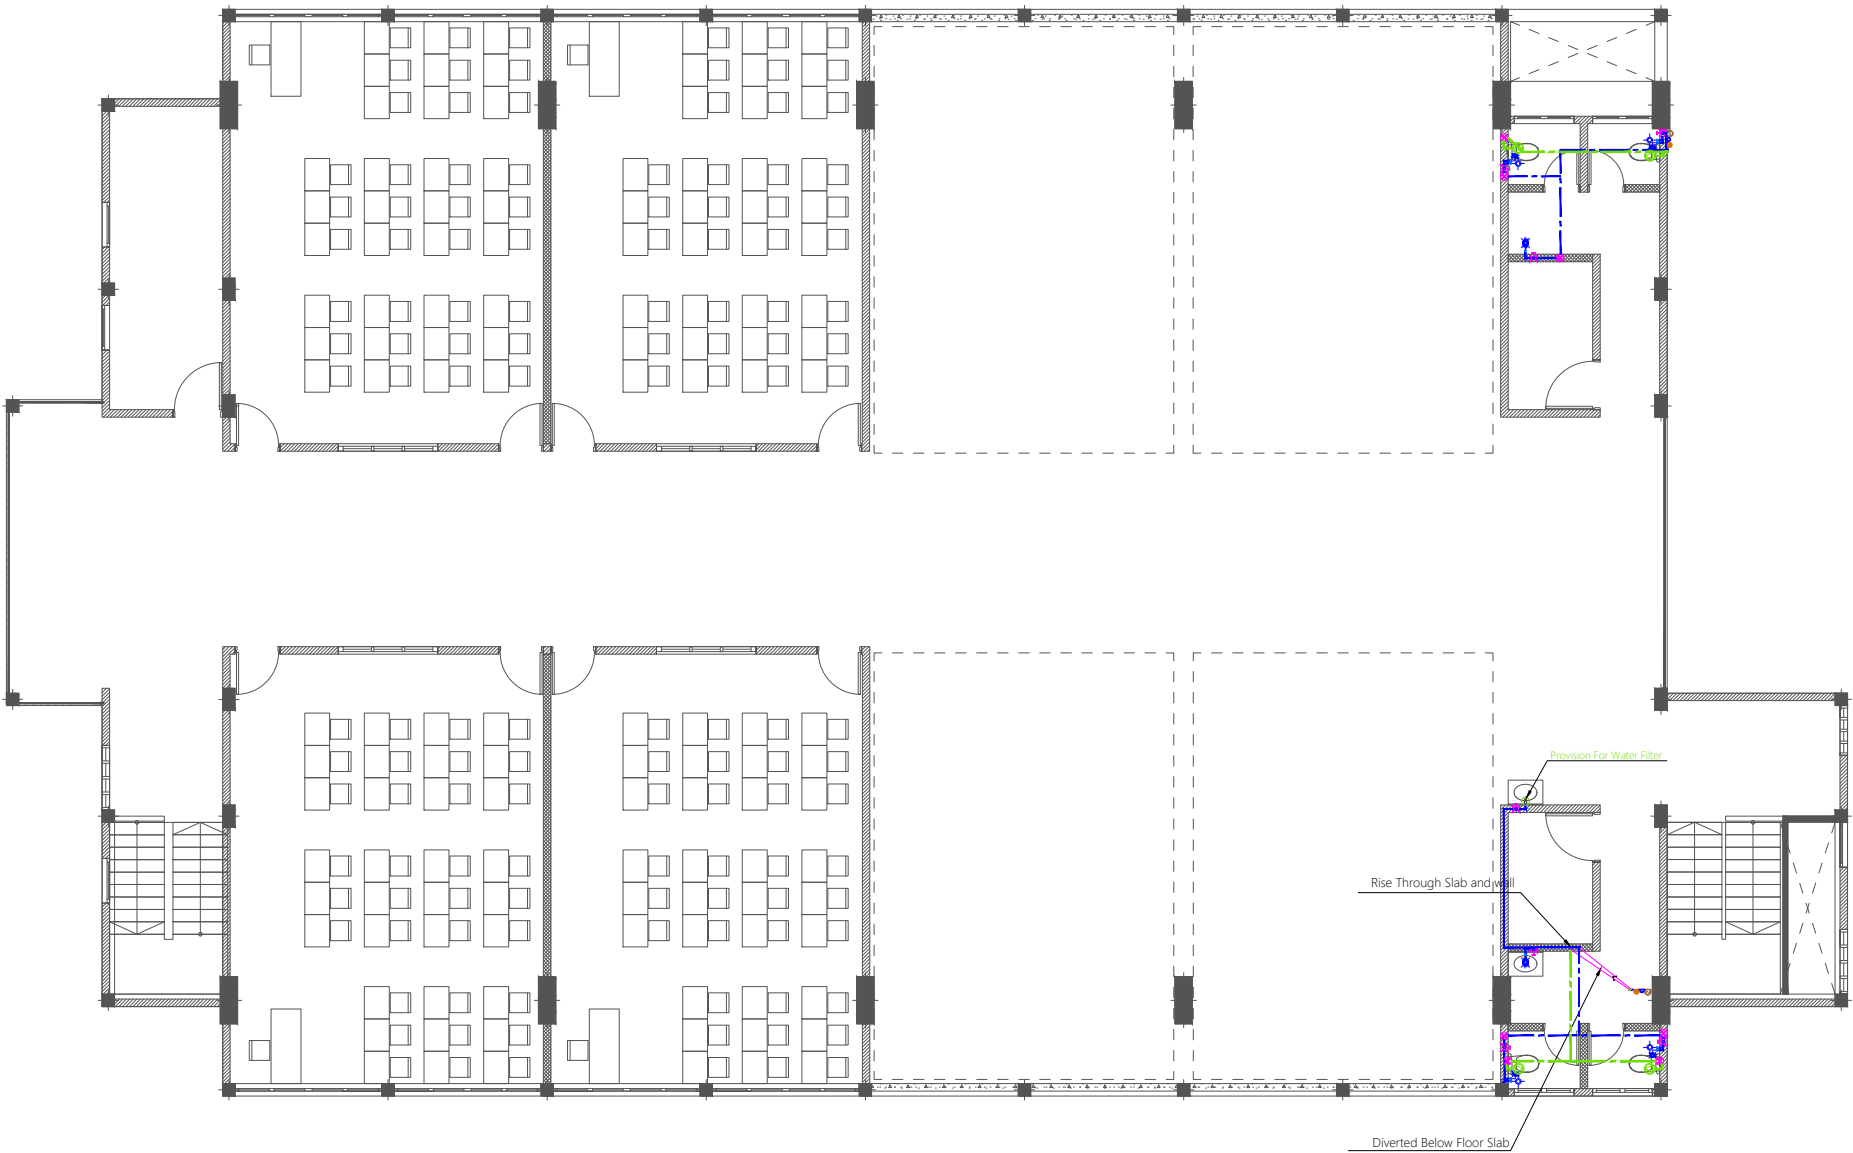 Provision For Water Filter
Rise Through Slab and wall
Diverted Below Floor Slab